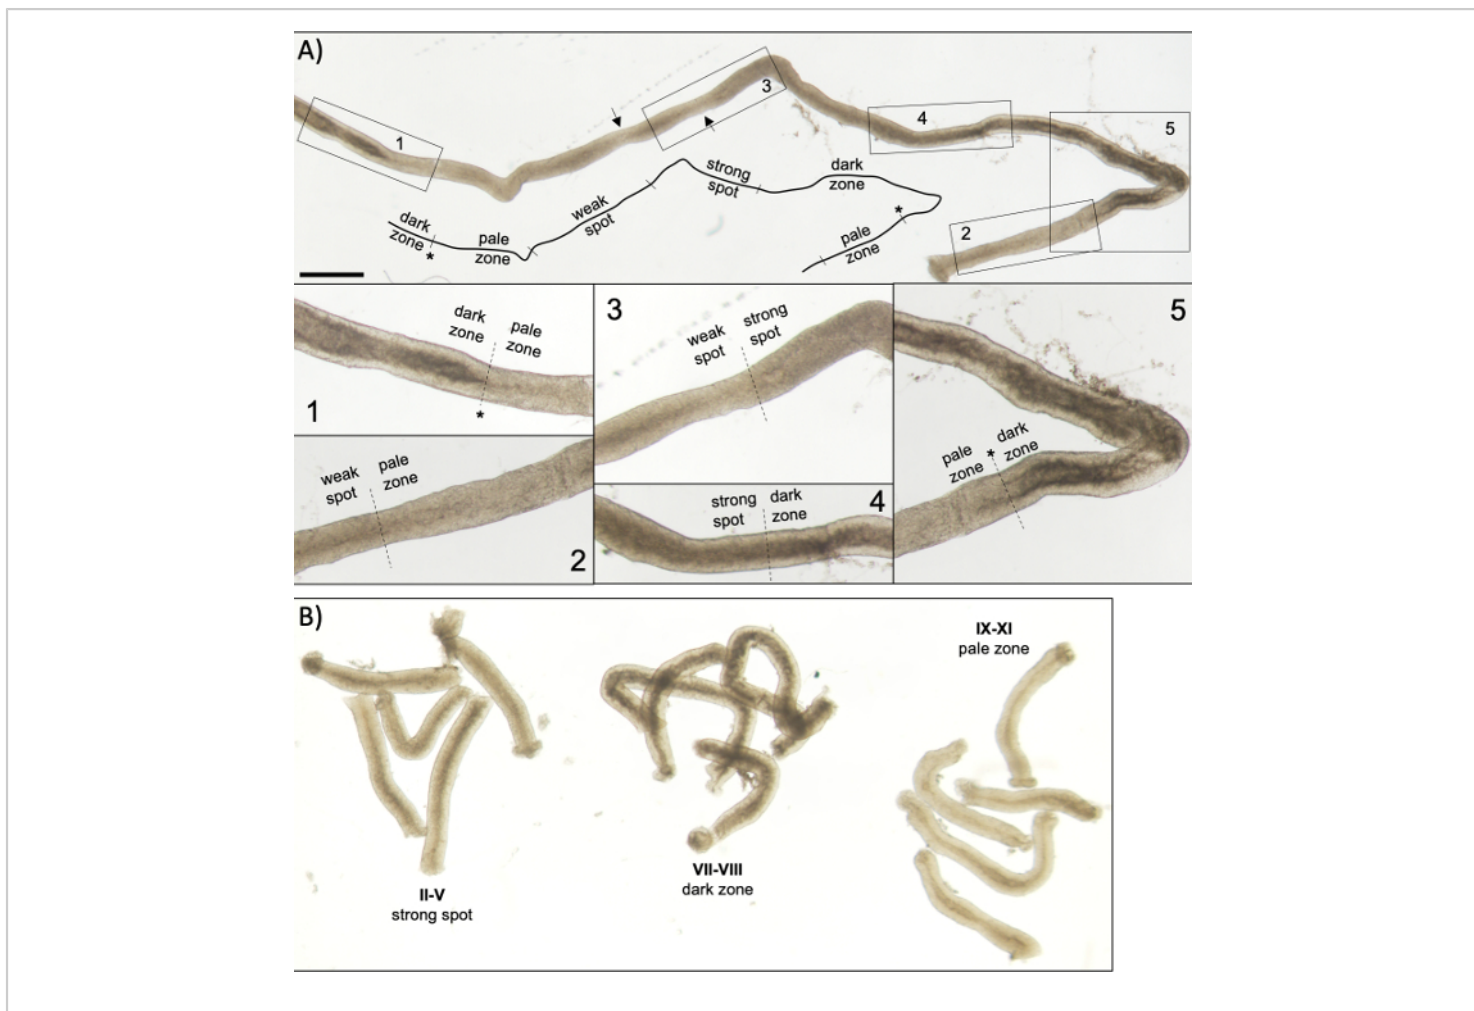 A)
1
3
4
5
2
dark
zone
*
pale
zone
weak
spot
strong
spot
dark
zone
*
pale
zone
dark
zone
pale
zone
*
1
weak
spot
pale
zone
2
3
weak
spot
strong
spot
strong
spot
dark
zone
4
5
pale
zone
*
dark
zone
B)
II-V
strong spot
VII-VIII
dark zone
IX-XI
pale zone